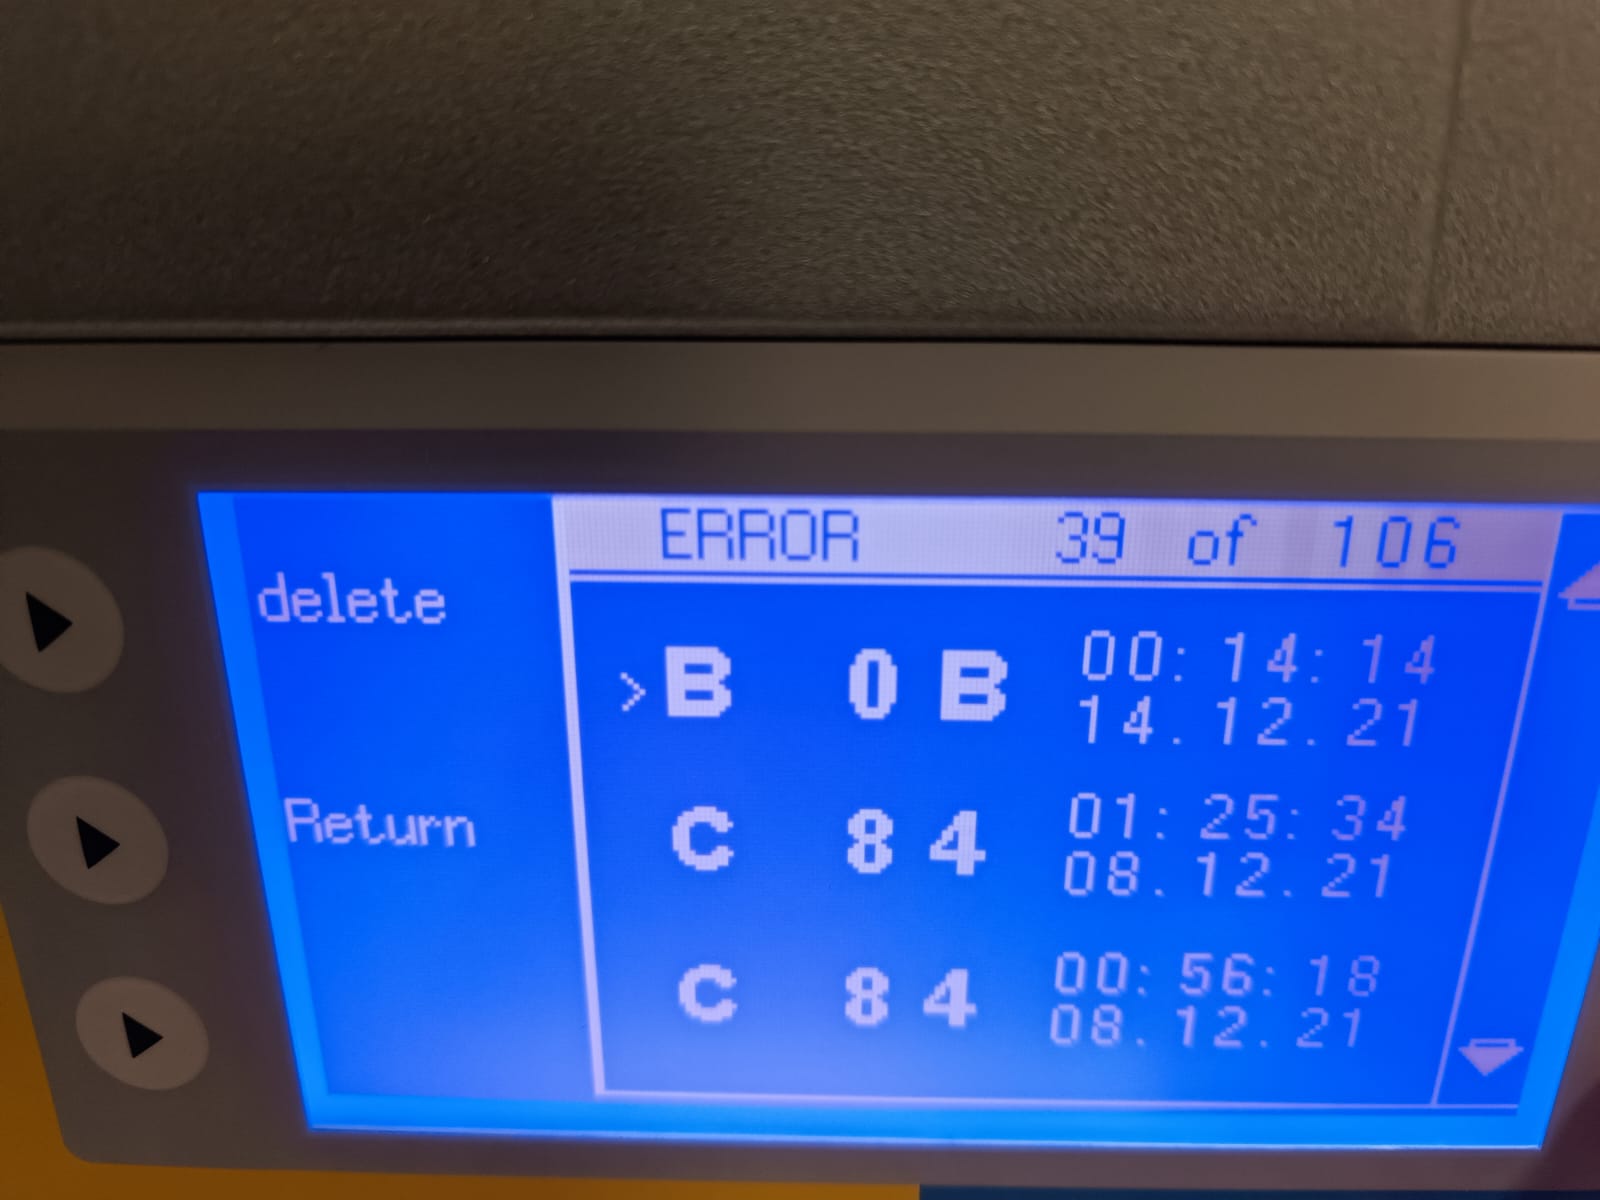 ERROR 39 of 106
delete
>B 0B 00:14:14
14.12.21
C 84 01:25:34
08.12.21
Return
C 84 00:56:18
08.12.21